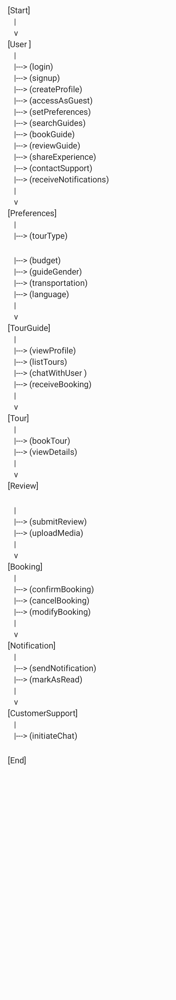 [Start]
|
v
[User ]
|
|---> (login)
|---> (signup)
|---> (createProfile)
|---> (accessAsGuest)
|---> (setPreferences)
|---> (searchGuides)
|---> (bookGuide)
|---> (reviewGuide)
|---> (shareExperience)
|---> (contactSupport)
|---> (receiveNotifications)
|
v
[Preferences]
|
|---> (tourType)
|---> (budget)
|---> (guideGender)
|---> (transportation)
|---> (language)
|
v
[TourGuide]
|
|---> (viewProfile)
|---> (listTours)
|---> (chatWithUser )
|---> (receiveBooking)
|
v
[Tour]
|
|---> (bookTour)
|---> (viewDetails)
|
v
[Review]
|
|---> (submitReview)
|---> (uploadMedia)
|
v
[Booking]
|
|---> (confirmBooking)
|---> (cancelBooking)
|---> (modifyBooking)
|
v
[Notification]
|
|---> (sendNotification)
|---> (markAsRead)
|
v
[CustomerSupport]
|
|---> (initiateChat)
[End]